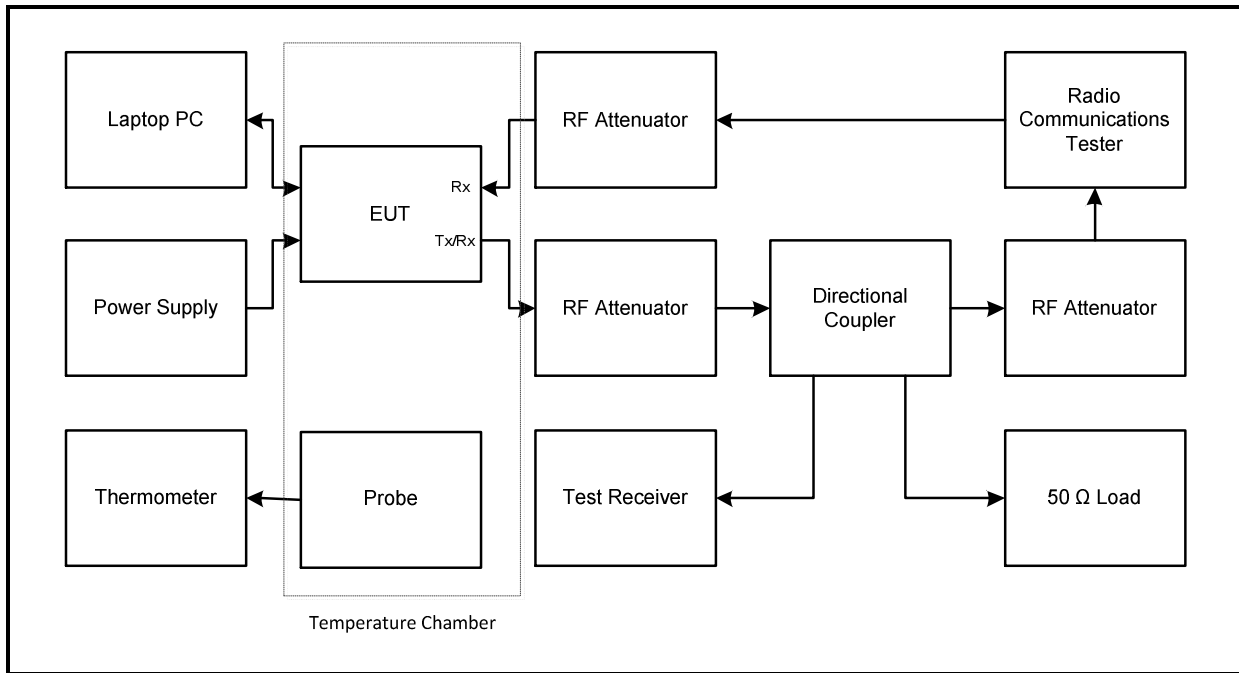 Laptop PC
RF Attenuator
Radio
Communications
Tester
Rx
EUT
Tx/Rx
Power Supply
RF Attenuator
Directional
Coupler
RF Attenuator
Thermometer
Probe
Test Receiver
50 Ω Load
Temperature Chamber